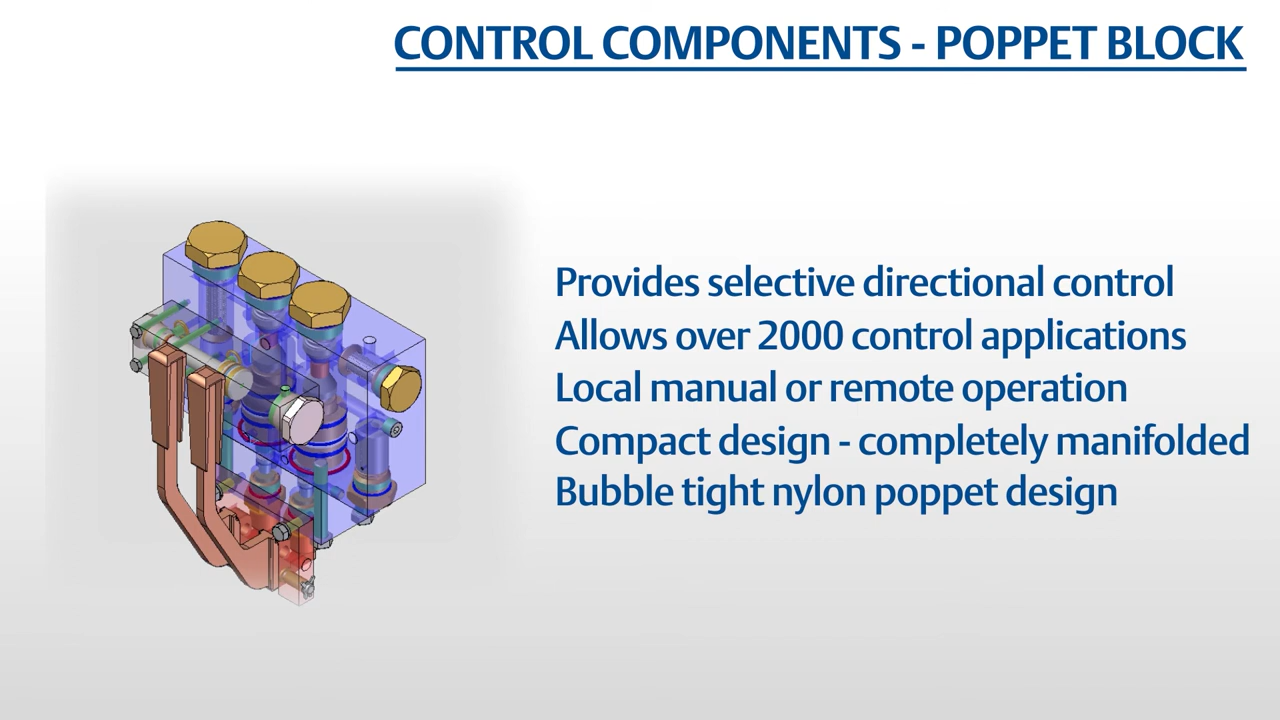 CONTROL COMPONENTS - POPPET BLOCK
Provides selective directional control
Allows over 2000 control applications
Local manual or remote operation
Compact design - completely manifolded
Bubble tight nylon poppet design